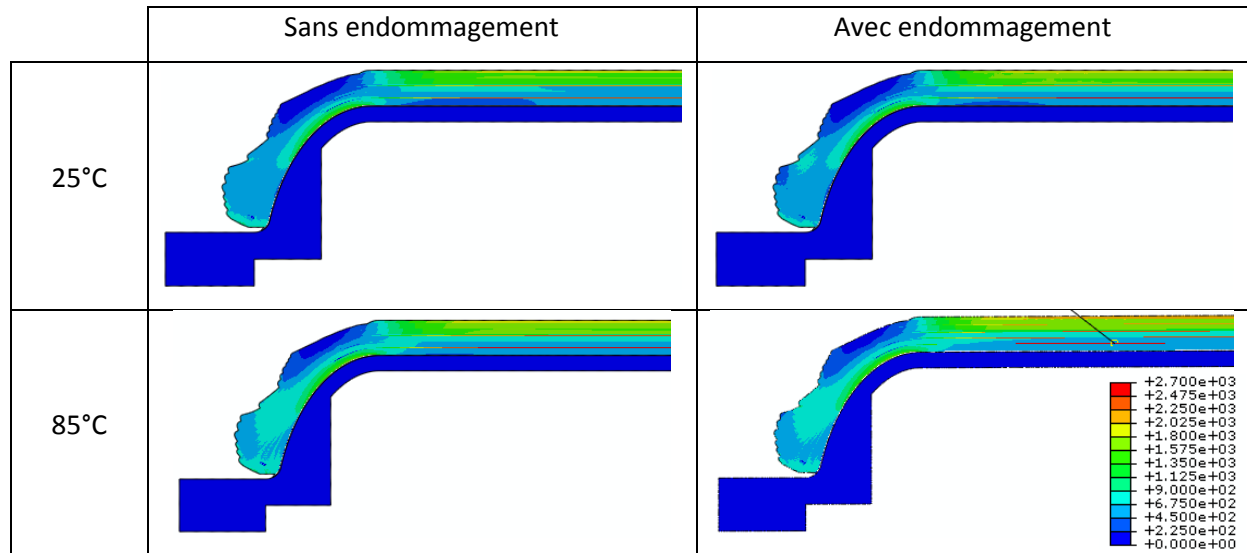 Sans endommagement
Avec endommagement
25°C
85°C
+2.700e+03
+2.475e+03
+2.250e+03
+2.025e+03
+1.800e+03
+1.575e+03
+1.350e+03
+1.125e+03
+9.000e+02
+6.750e+02
+4.500e+02
+2.250e+02
+0.000e+00